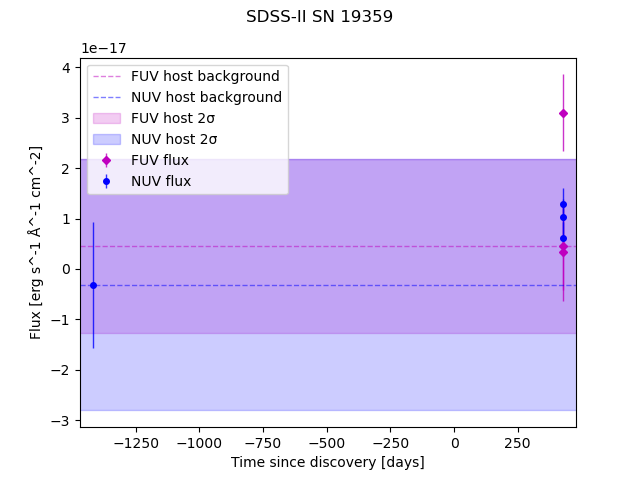 SDSS-II SN 19359
1e−17
FUV host background
NUV host background
FUV host 2σ
NUV host 2σ
FUV flux
NUV flux
4
3
2
1
0
−1
−2
−3
Flux [erg s^-1 Å^-1 cm^-2]
−1250
−1000
−750
−500
−250
0
250
Time since discovery [days]